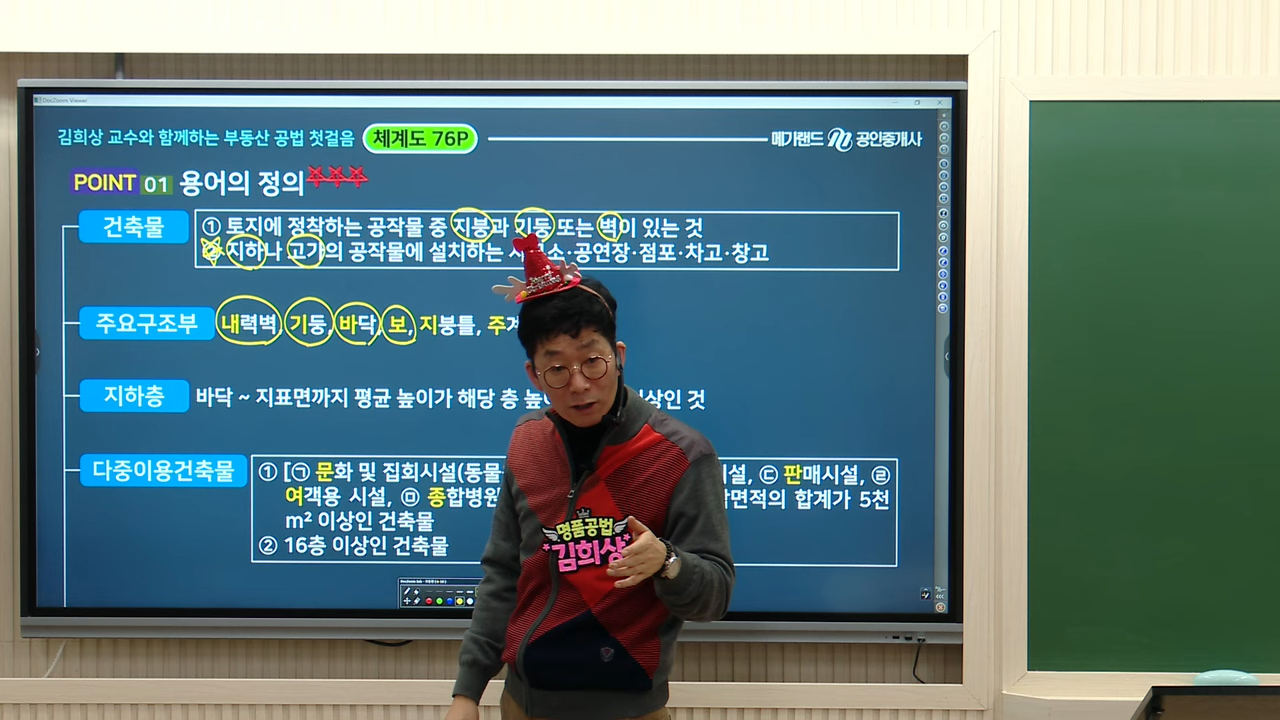 DocZoom Viewer
김희상 교수와 함께하는 부동산 공법 첫걸음 체계도 76P 메가랜드 공인중개사
POINT 01 용어의 정의
건축물
① 토지에 정착하는 공작물 중 지붕과 기둥 또는 벽이 있는 것
② 지하나 고가의 공작물에 설치하는 공연장·점포·차고·창고
주요구조부 내력벽, 기둥, 바닥, 보, 지붕틀,
지하층 바닥 ~ 지표면까지 평균 높이가 해당 층 이상인 것
다중이용건축물
① [㉠ 문화 및 집회시설(동물 ㉢ 판매시설, ㉣
여객용 시설, ㉤ 종합병원 합계가 5천
m² 이상인 건축물
② 16층 이상인 건축물
명품공법
김희상